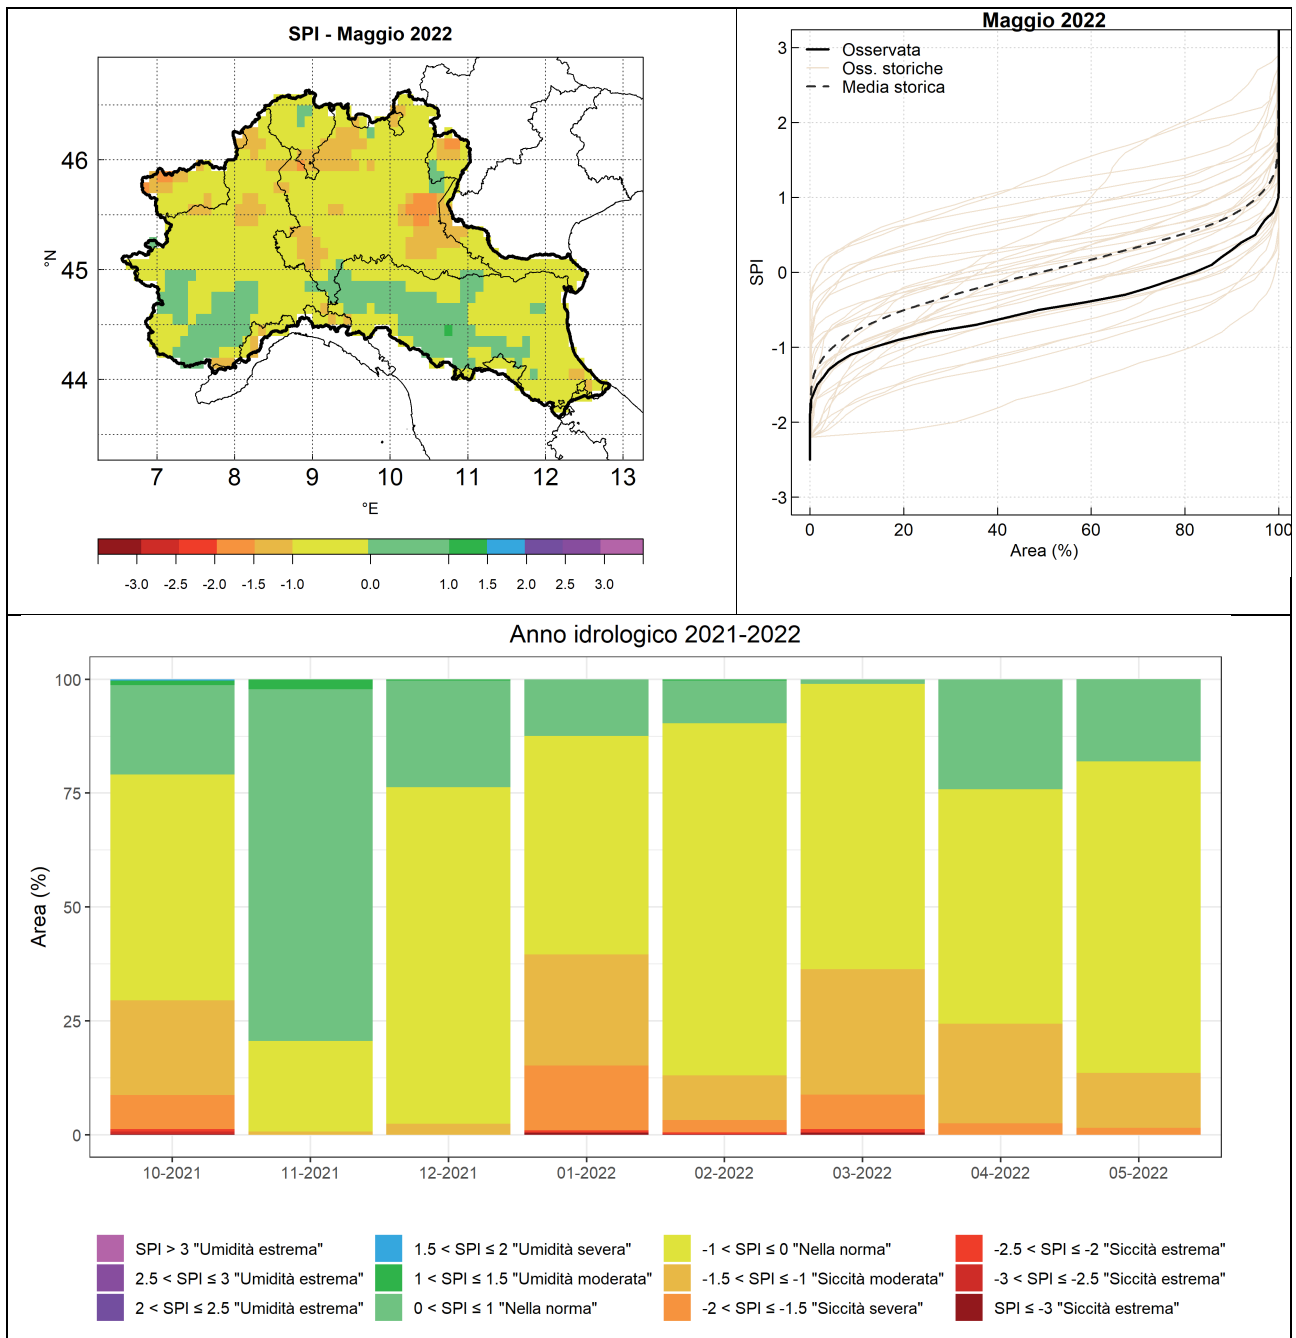 SPI - Maggio 2022
°N
46
45
44
7 8 9 10 11 12 13
°E
-3.0 -2.5 -2.0 -1.5 -1.0 0.0 1.0 1.5 2.0 2.5 3.0
Maggio 2022
Osservata
Oss. storiche
Media storica
SPI
3
2
1
0
-1
-2
-3
0 20 40 60 80 100
Area (%)
Anno idrologico 2021-2022
Area (%)
100
75
50
25
0
10-2021 11-2021 12-2021 01-2022 02-2022 03-2022 04-2022 05-2022
SPI > 3 "Umidità estrema" 1.5 < SPI ≤ 2 "Umidità severa" -1 < SPI ≤ 0 "Nella norma" -2.5 < SPI ≤ -2 "Siccità estrema"
2.5 < SPI ≤ 3 "Umidità estrema" 1 < SPI ≤ 1.5 "Umidità moderata" -1.5 < SPI ≤ -1 "Siccità moderata" -3 < SPI ≤ -2.5 "Siccità estrema"
2 < SPI ≤ 2.5 "Umidità estrema" 0 < SPI ≤ 1 "Nella norma" -2 < SPI ≤ -1.5 "Siccità severa" SPI ≤ -3 "Siccità estrema"